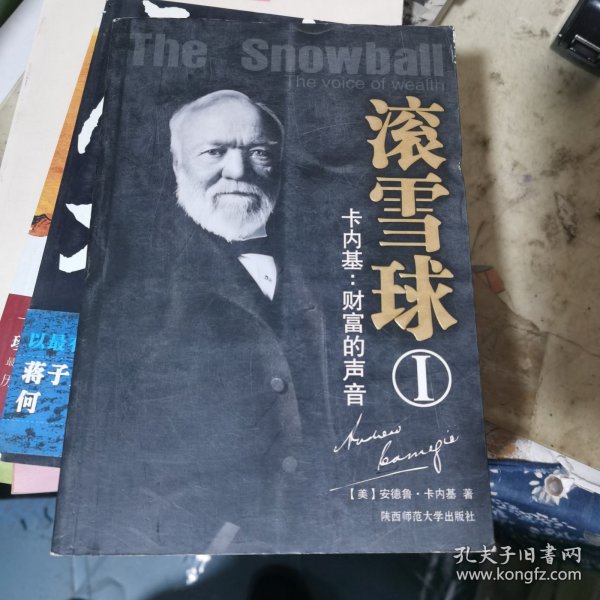 The Snowball
The voice of wealth
滚雪球
I
卡内基:财富的声音
Andrew
Carnegie
【美】安德鲁·卡内基 著
陕西师范大学出版社
以最
蒋子
何
孔夫子旧书网
www.kongfz.com